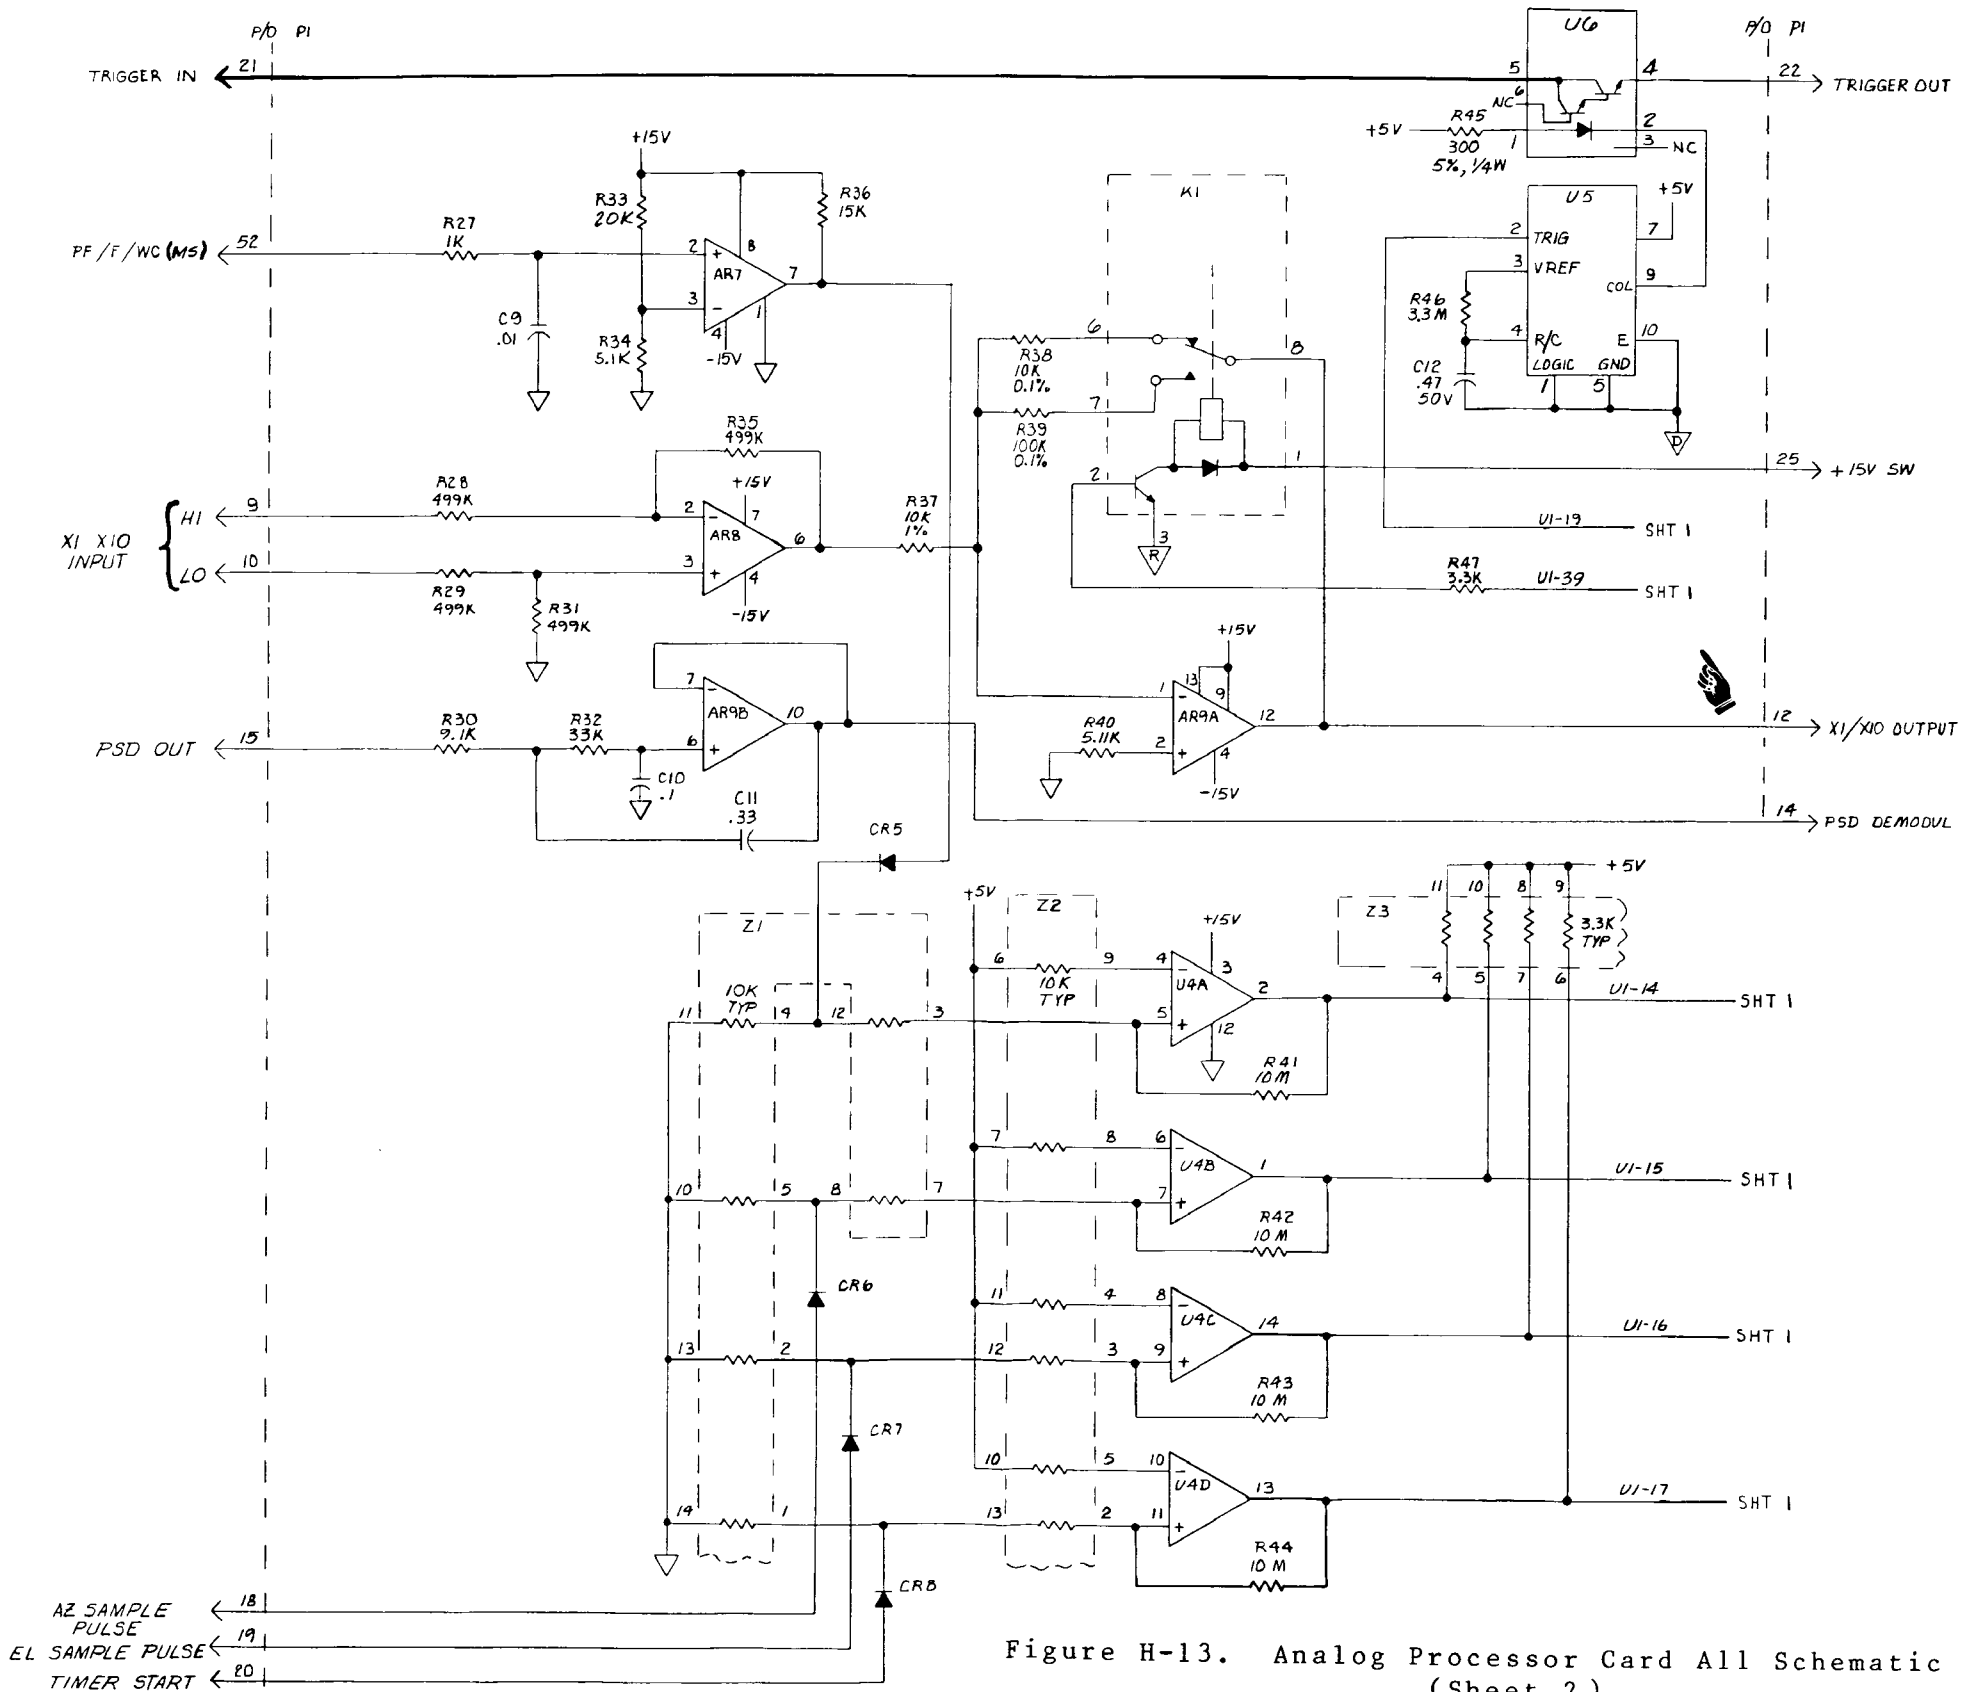 P/O P1
P/O P1
U6
TRIGGER IN
21
5
4
22
TRIGGER OUT
6
NC
+5V
R45
300
5%, 1/4W
1
2
3
NC
+15V
R33
20K
R36
15K
K1
U5
+5V
PF/F/WC(MS)
52
R27
1K
2
+
8
AR7
7
3
-
1
4
-15V
C9
.01
R34
5.1K
2
TRIG
7
3
VREF
9
COL
R46
3.3M
4
R/C
E
10
LOGIC
GND
1
5
C12
.47
50V
D
6
R38
10K
0.1%
8
7
R39
100K
0.1%
R35
499K
X1 X10
INPUT
HI
9
R28
499K
+15V
2
-
7
AR8
6
R37
10K
1%
LO
10
R29
499K
3
+
4
-15V
R31
499K
2
1
25
+15V SW
3
R
U1-19
SHT 1
R47
3.3K
U1-39
SHT 1
+15V
7
-
AR9B
10
6
+
PSD OUT
15
R30
9.1K
R32
33K
C10
.1
C11
.33
1
-
13
9
AR9A
12
R40
5.11K
2
+
4
-15V
12
X1/X10 OUTPUT
14
PSD DEMODUL
CR5
+5V
Z1
Z2
+15V
Z3
11
10
8
9
+5V
3.3K
TYP
4
5
7
6
10K
TYP
11
4
12
3
6
10K
TYP
9
4
-
3
U4A
2
5
+
12
R41
10M
U1-14
SHT 1
7
8
6
-
U4B
1
7
+
R42
10M
U1-15
SHT 1
10
5
8
7
CR6
11
4
8
-
U4C
14
9
+
R43
10M
U1-16
SHT 1
13
2
12
3
CR7
10
5
10
-
U4D
13
11
+
R44
10M
U1-17
SHT 1
14
1
13
2
CR8
AZ SAMPLE
PULSE
18
EL SAMPLE PULSE
19
TIMER START
20
Figure H-13. Analog Processor Card A11 Schematic
(Sheet 2)